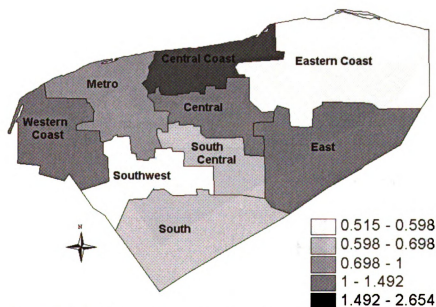 Central Coast
Eastern Coast
Metro
Western
Coast
Central
South
Central
East
Southwest
South
N
0.515 - 0.598
0.598 - 0.698
0.698 - 1
1 - 1.492
1.492 - 2.654